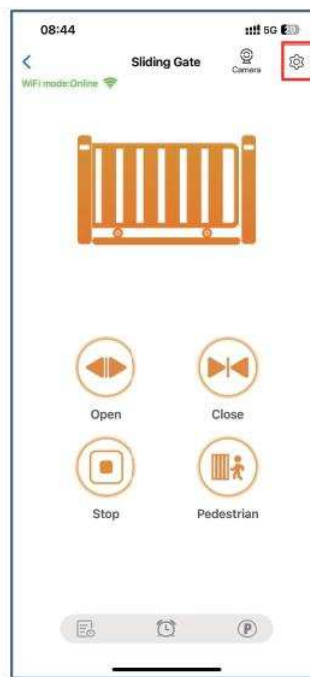 08:44
5G
Sliding Gate
Camera
WiFi mode:Online
Open
Close
Stop
Pedestrian
P